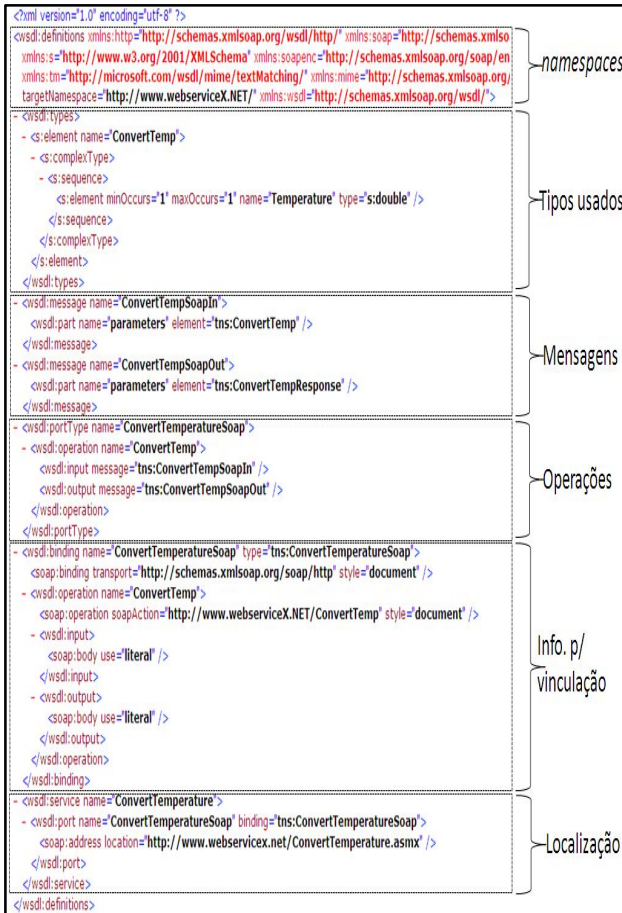 <?xml version="1.0" encoding="utf-8" ?>
<wsdl:definitions xmlns:http="http://schemas.xmlsoap.org/wsdl/http/" xmlns:soap="http://schemas.xmlso
xmlns:s="http://www.w3.org/2001/XMLSchema" xmlns:soapenc="http://schemas.xmlsoap.org/soap/en
xmlns:tm="http://microsoft.com/wsdl/mime/textMatching/" xmlns:mime="http://schemas.xmlsoap.org/
targetNamespace="http://www.webserviceX.NET/" xmlns:wsdl="http://schemas.xmlsoap.org/wsdl/">
namespaces
- <wsdl:types>
- <s:element name="ConvertTemp">
- <s:complexType>
- <s:sequence>
<s:element minOccurs="1" maxOccurs="1" name="Temperature" type="s:double" />
</s:sequence>
</s:complexType>
</s:element>
</wsdl:types>
Tipos usados
- <wsdl:message name="ConvertTempSoapIn">
<wsdl:part name="parameters" element="tns:ConvertTemp" />
</wsdl:message>
- <wsdl:message name="ConvertTempSoapOut">
<wsdl:part name="parameters" element="tns:ConvertTempResponse" />
</wsdl:message>
Mensagens
- <wsdl:portType name="ConvertTemperatureSoap">
- <wsdl:operation name="ConvertTemp">
<wsdl:input message="tns:ConvertTempSoapIn" />
<wsdl:output message="tns:ConvertTempSoapOut" />
</wsdl:operation>
</wsdl:portType>
Operações
- <wsdl:binding name="ConvertTemperatureSoap" type="tns:ConvertTemperatureSoap">
<soap:binding transport="http://schemas.xmlsoap.org/soap/http" style="document" />
- <wsdl:operation name="ConvertTemp">
<soap:operation soapAction="http://www.webserviceX.NET/ConvertTemp" style="document" />
- <wsdl:input>
<soap:body use="literal" />
</wsdl:input>
- <wsdl:output>
<soap:body use="literal" />
</wsdl:output>
</wsdl:operation>
</wsdl:binding>
Info. p/
vinculação
- <wsdl:service name="ConvertTemperature">
- <wsdl:port name="ConvertTemperatureSoap" binding="tns:ConvertTemperatureSoap">
<soap:address location="http://www.webservicex.net/ConvertTemperature.asmx" />
</wsdl:port>
</wsdl:service>
Localização
</wsdl:definitions>